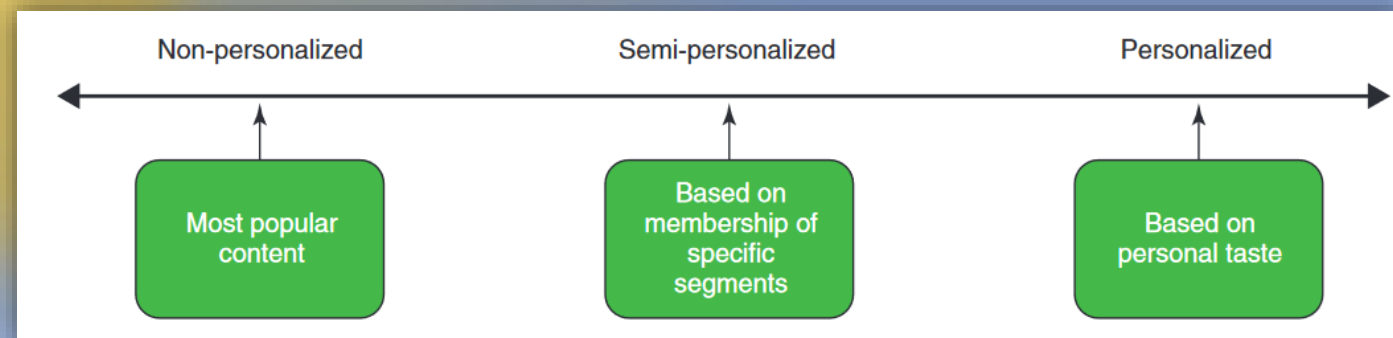 Non-personalized
Semi-personalized
Personalized
Most popular
content
Based on
membership of
specific
segments
Based on
personal taste